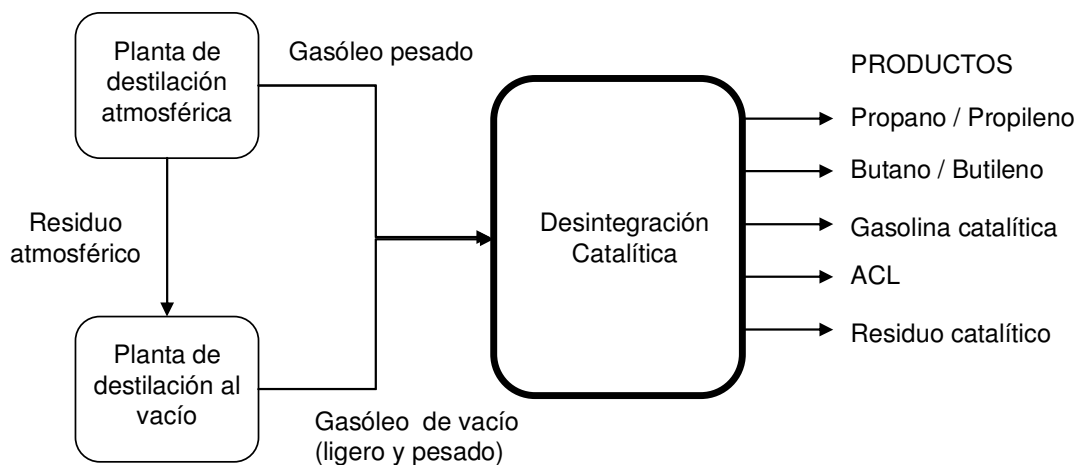 Planta de
destilación
atmosférica
Gasóleo pesado
Residuo
atmosférico
Planta de
destilación al
vacío
Gasóleo de vacío
(ligero y pesado)
Desintegración
Catalítica
PRODUCTOS
Propano / Propileno
Butano / Butileno
Gasolina catalítica
ACL
Residuo catalítico